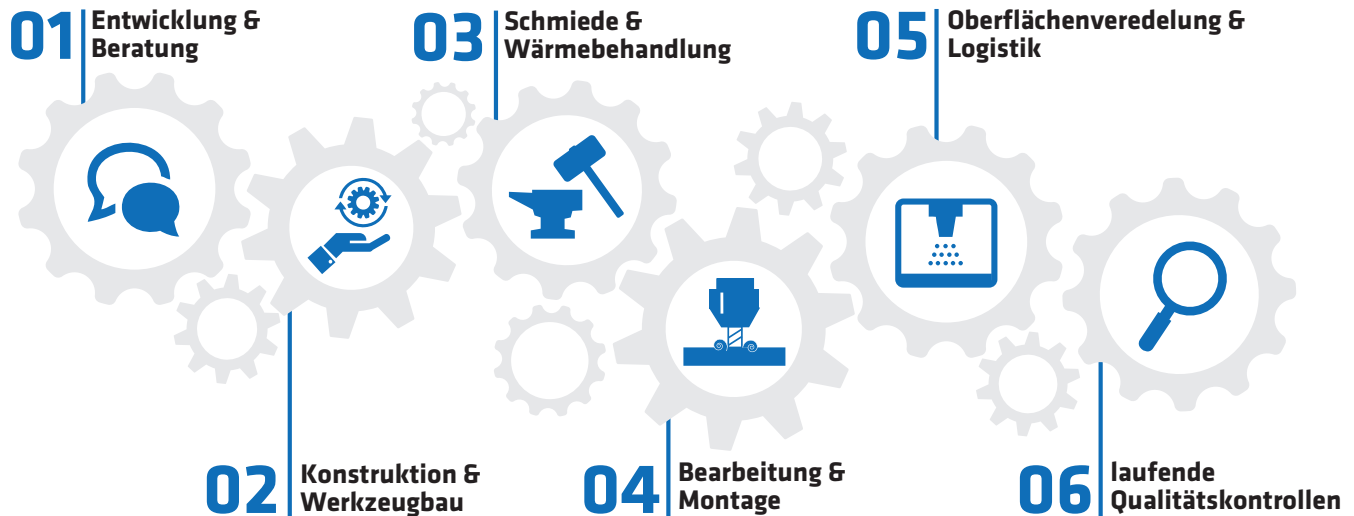 01
Entwicklung &
Beratung
02
Konstruktion &
Werkzeugbau
03
Schmiede &
Wärmebehandlung
04
Bearbeitung &
Montage
05
Oberflächenveredelung &
Logistik
06
laufende
Qualitätskontrollen